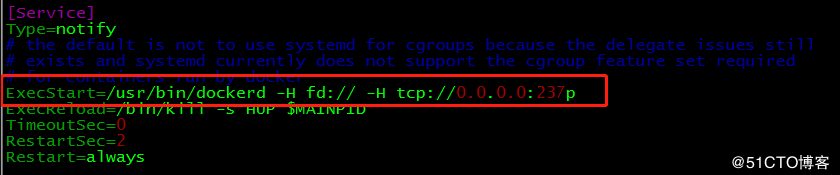 [Service]
Type=notify
# the default is not to use systemd for cgroups because the delegate issues still
# exists and systemd currently does not support the cgroup feature set required
# for containers run by docker
ExecStart=/usr/bin/dockerd -H fd:// -H tcp://0.0.0.0:237p
ExecReload=/bin/kill -s HUP $MAINPID
TimeoutSec=0
RestartSec=2
Restart=always
@51CTO博客